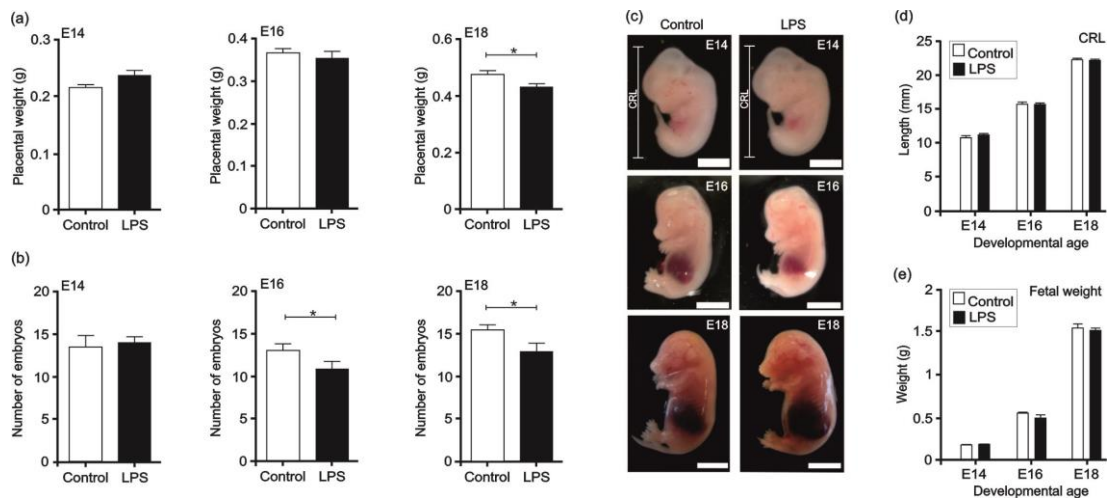 (a)
E14
Placental weight (g)
0.3
0.2
0.1
0
Control LPS
E16
Placental weight (g)
0.4
0.3
0.2
0.1
0
Control LPS
E18
*
Placental weight (g)
0.6
0.4
0.2
0
Control LPS
(b)
E14
Number of embryos
20
15
10
5
0
Control LPS
E16
*
Number of embryos
20
15
10
5
0
Control LPS
E18
*
Number of embryos
20
15
10
5
0
Control LPS
(c)
Control LPS
E14 E14
CRL CRL
E16 E16
E18 E18
(d)
CRL
Control
LPS
Length (mm)
25
20
15
10
5
0
E14 E16 E18
Developmental age
(e)
Fetal weight
Control
LPS
Weight (g)
2
1.5
1
0.5
0
E14 E16 E18
Developmental age